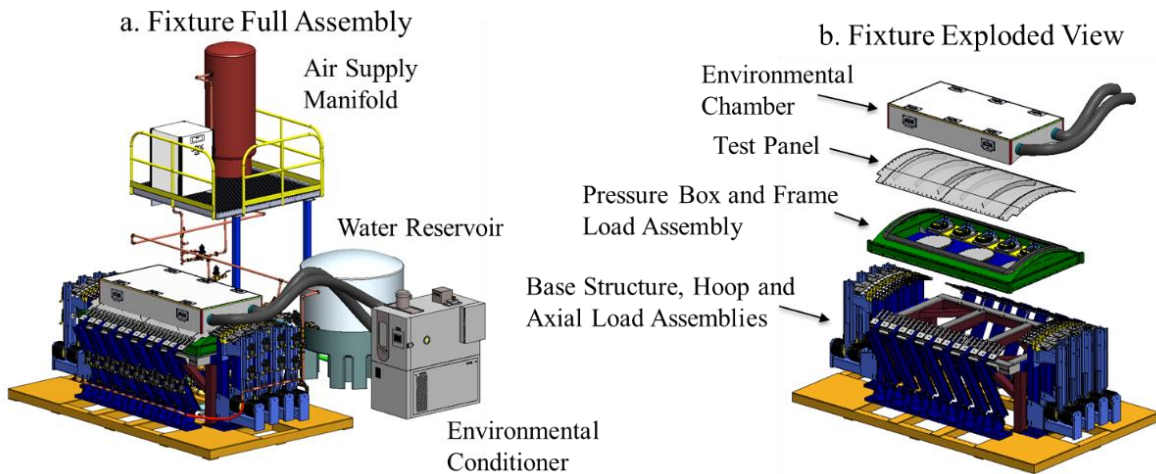 a. Fixture Full Assembly
Air Supply
Manifold
Water Reservoir
Environmental
Conditioner
b. Fixture Exploded View
Environmental
Chamber
Test Panel
Pressure Box and Frame
Load Assembly
Base Structure, Hoop and
Axial Load Assemblies